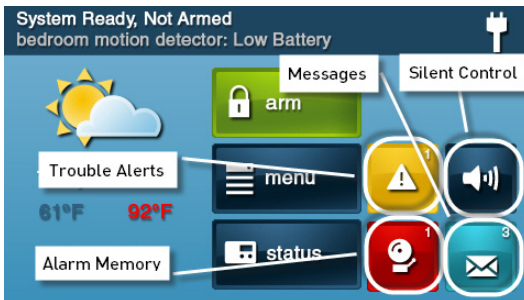 System Ready, Not Armed
bedroom motion detector: Low Battery
Messages
Silent Control
arm
Trouble Alerts
menu
1
61°F
92°F
Alarm Memory
status
1
3